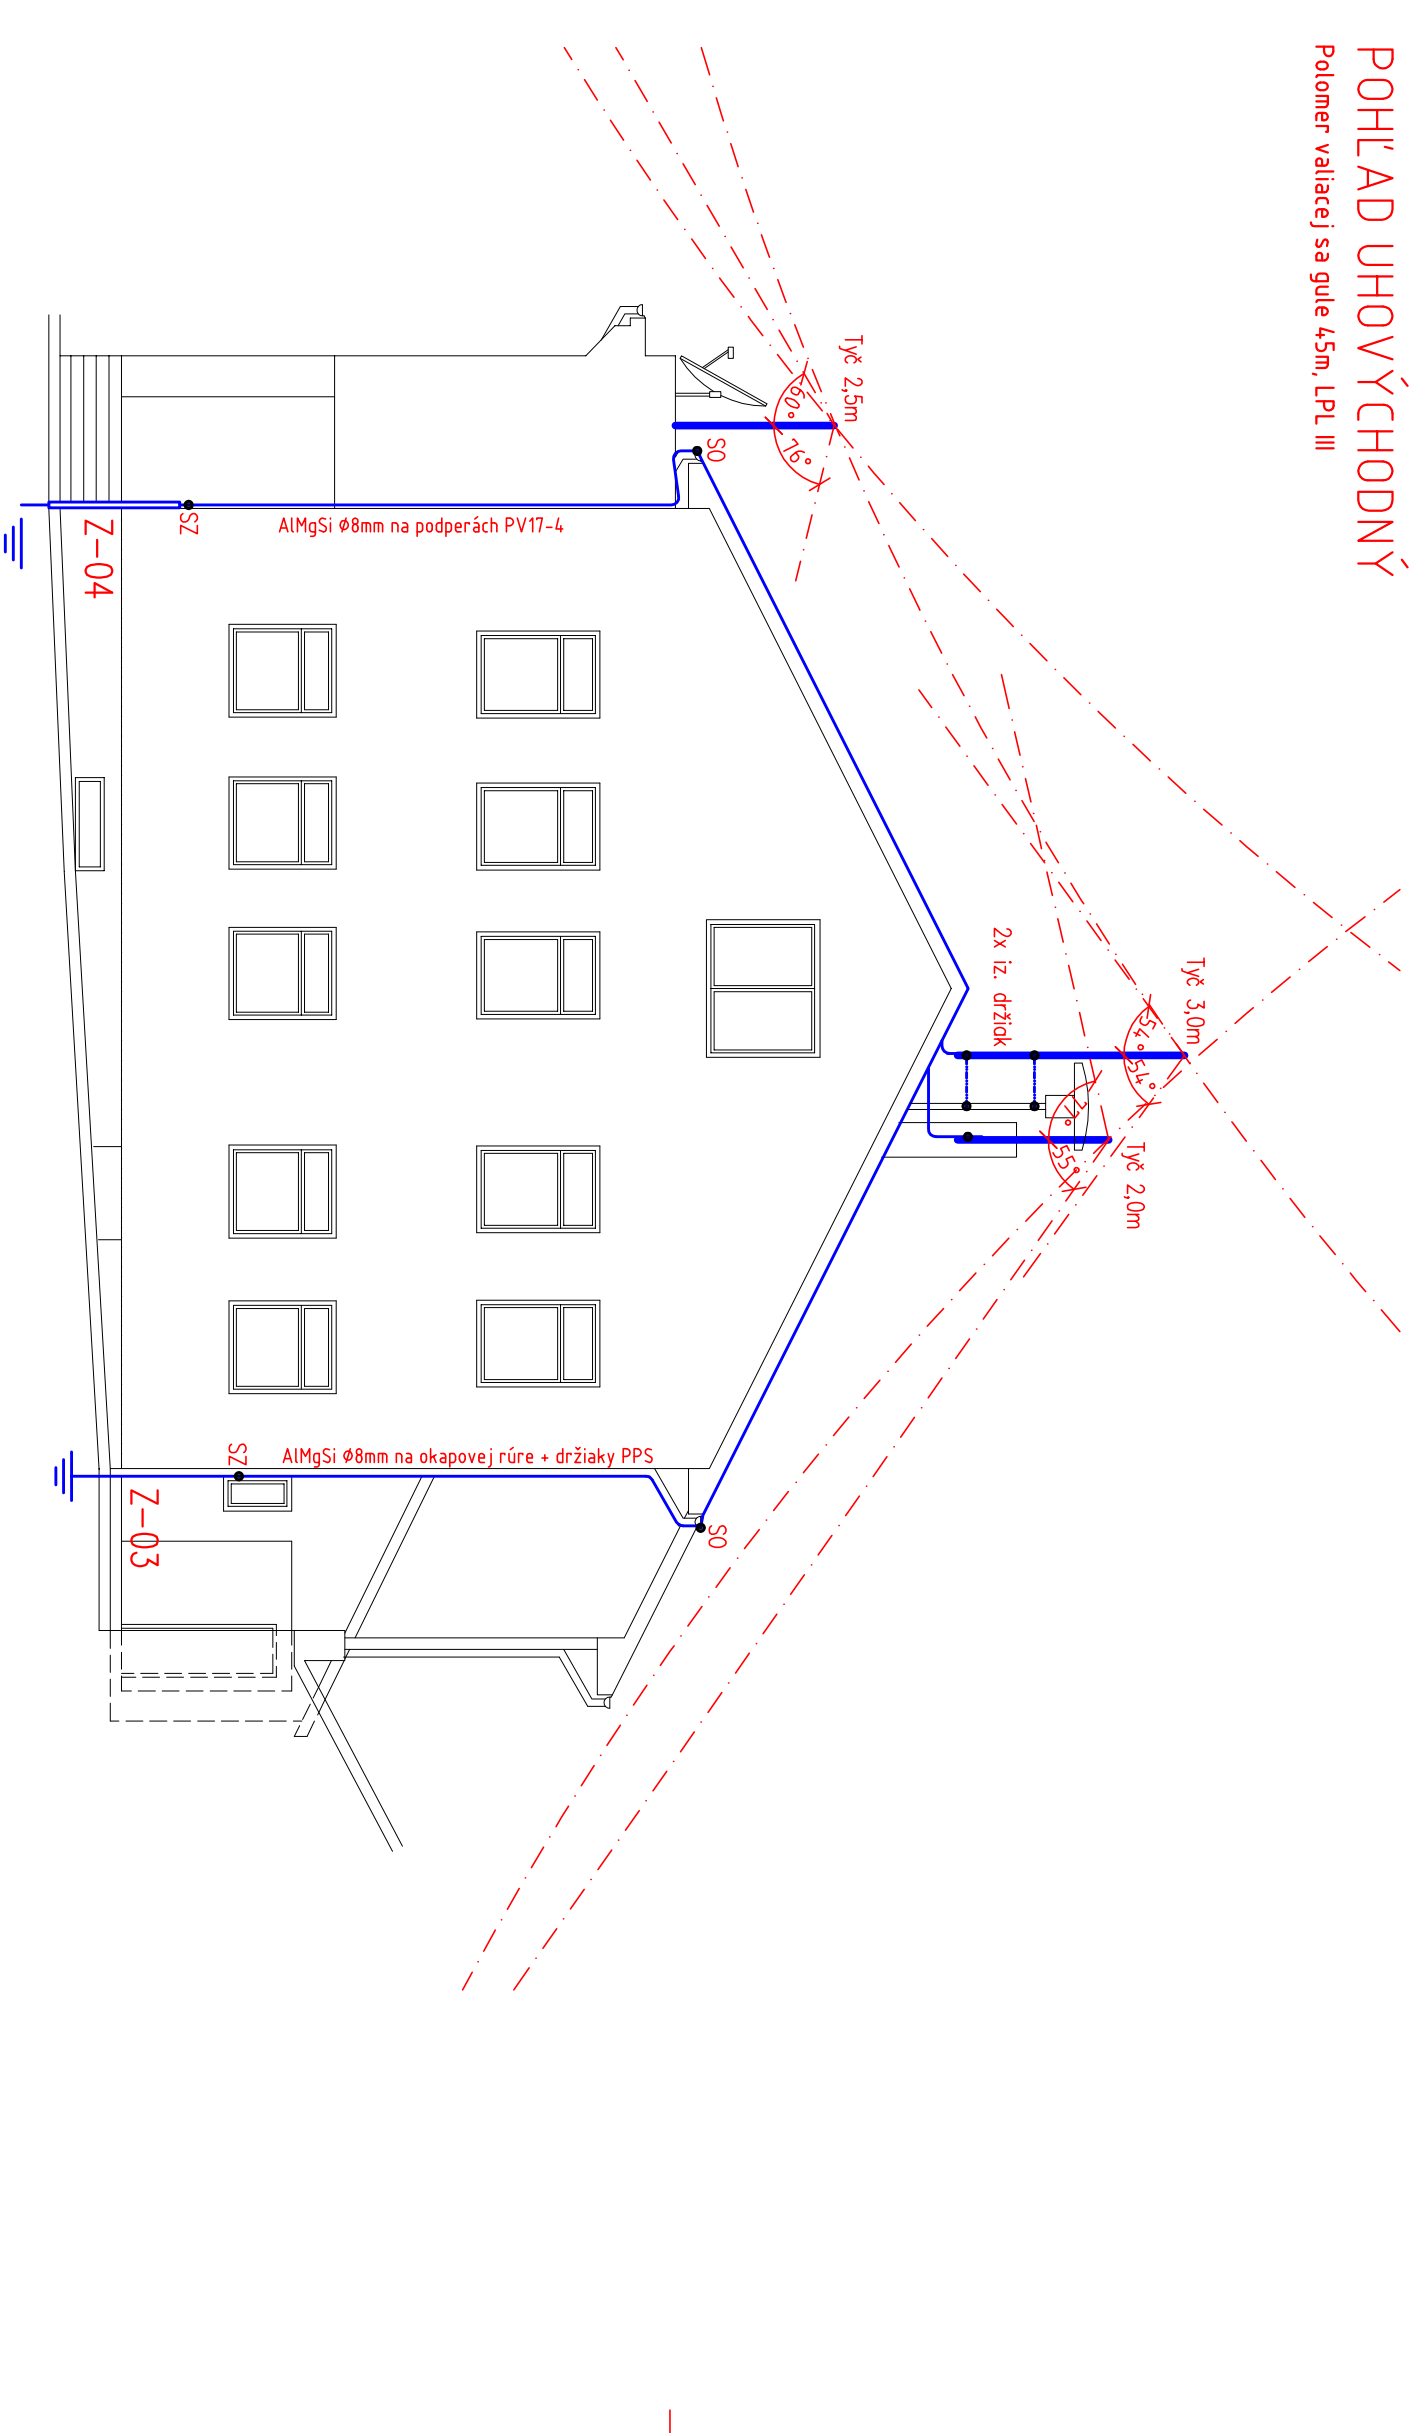 POHĽAD UHOVÝCHODNÝ
Polomer valiacej sa gule 45m, LPL III
Tyč 2,5m
60°
76°
SO
SZ
AlMgSi Ø8mm na podperách PV17-4
Z-04
2x iz. držiak
Tyč 3,0m
54°
54°
71°
55°
Tyč 2,0m
SZ
AlMgSi Ø8mm na okapovej rúre + držiaky PPS
Z-03
SO